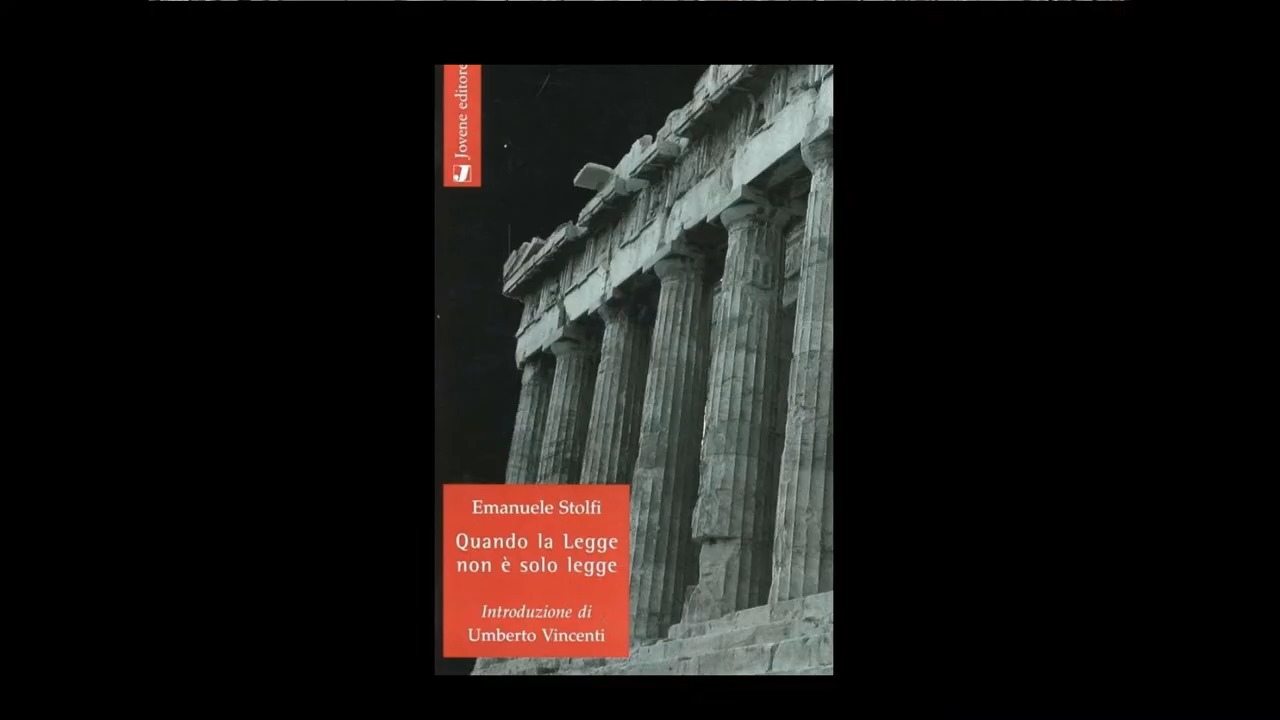 Jovene editore
Emanuele Stolfi
Quando la Legge
non è solo legge
Introduzione di
Umberto Vincenti